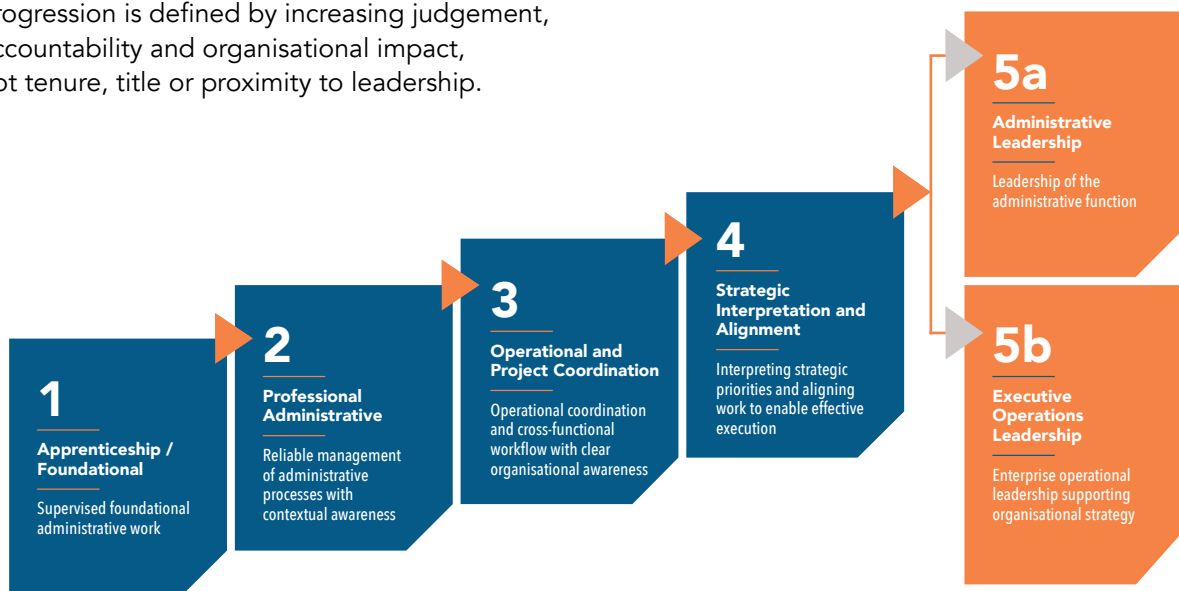 rogression is defined by increasing judgement,
ccountability and organisational impact,
ot tenure, title or proximity to leadership.
1
Apprenticeship /
Foundational
Supervised foundational
administrative work
2
Professional
Administrative
Reliable management
of administrative
processes with
contextual awareness
3
Operational and
Project Coordination
Operational coordination
and cross-functional
workflow with clear
organisational awareness
4
Strategic
Interpretation and
Alignment
Interpreting strategic
priorities and aligning
work to enable effective
execution
5a
Administrative
Leadership
Leadership of the
administrative function
5b
Executive
Operations
Leadership
Enterprise operational
leadership supporting
organisational strategy